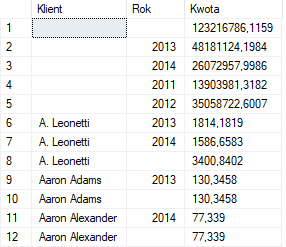 Klient Rok Kwota
1 123216786,1159
2 2013 48181124,1984
3 2014 26072957,9986
4 2011 13903981,3182
5 2012 35058722,6007
6 A. Leonetti 2013 1814,1819
7 A. Leonetti 2014 1586,6583
8 A. Leonetti 3400,8402
9 Aaron Adams 2013 130,3458
10 Aaron Adams 130,3458
11 Aaron Alexander 2014 77,339
12 Aaron Alexander 77,339